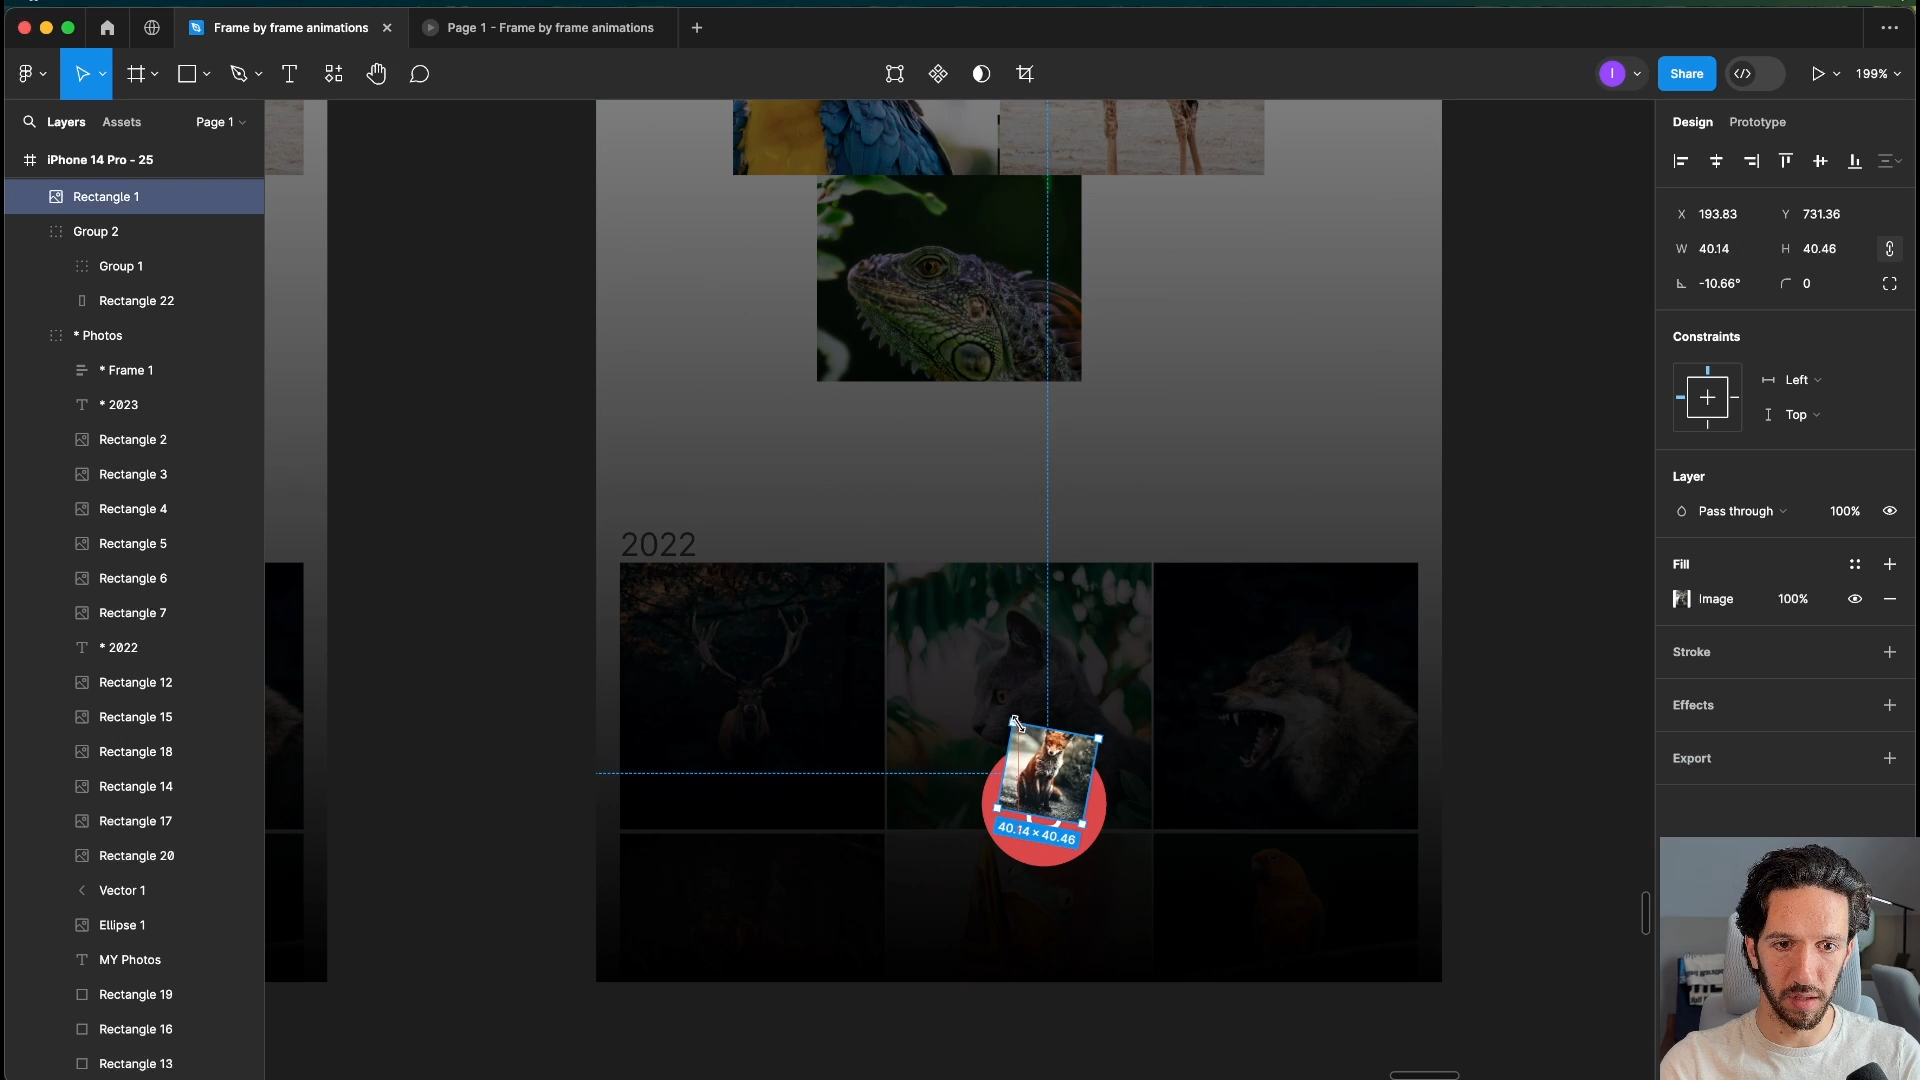 Frame by frame animations
Page 1 - Frame by frame animations
I
Share
199%
Layers
Assets
Page 1
iPhone 14 Pro - 25
Rectangle 1
Group 2
Group 1
Rectangle 22
* Photos
* Frame 1
* 2023
Rectangle 2
Rectangle 3
Rectangle 4
Rectangle 5
Rectangle 6
Rectangle 7
* 2022
Rectangle 12
Rectangle 15
Rectangle 18
Rectangle 14
Rectangle 17
Rectangle 20
Vector 1
Ellipse 1
MY Photos
Rectangle 19
Rectangle 16
Rectangle 13
2022
40.14 × 40.46
Design
Prototype
X 193.83 Y 731.36
W 40.14 H 40.46
-10.66° 0
Constraints
Left
Top
Layer
Pass through 100%
Fill
Image 100%
Stroke
Effects
Export